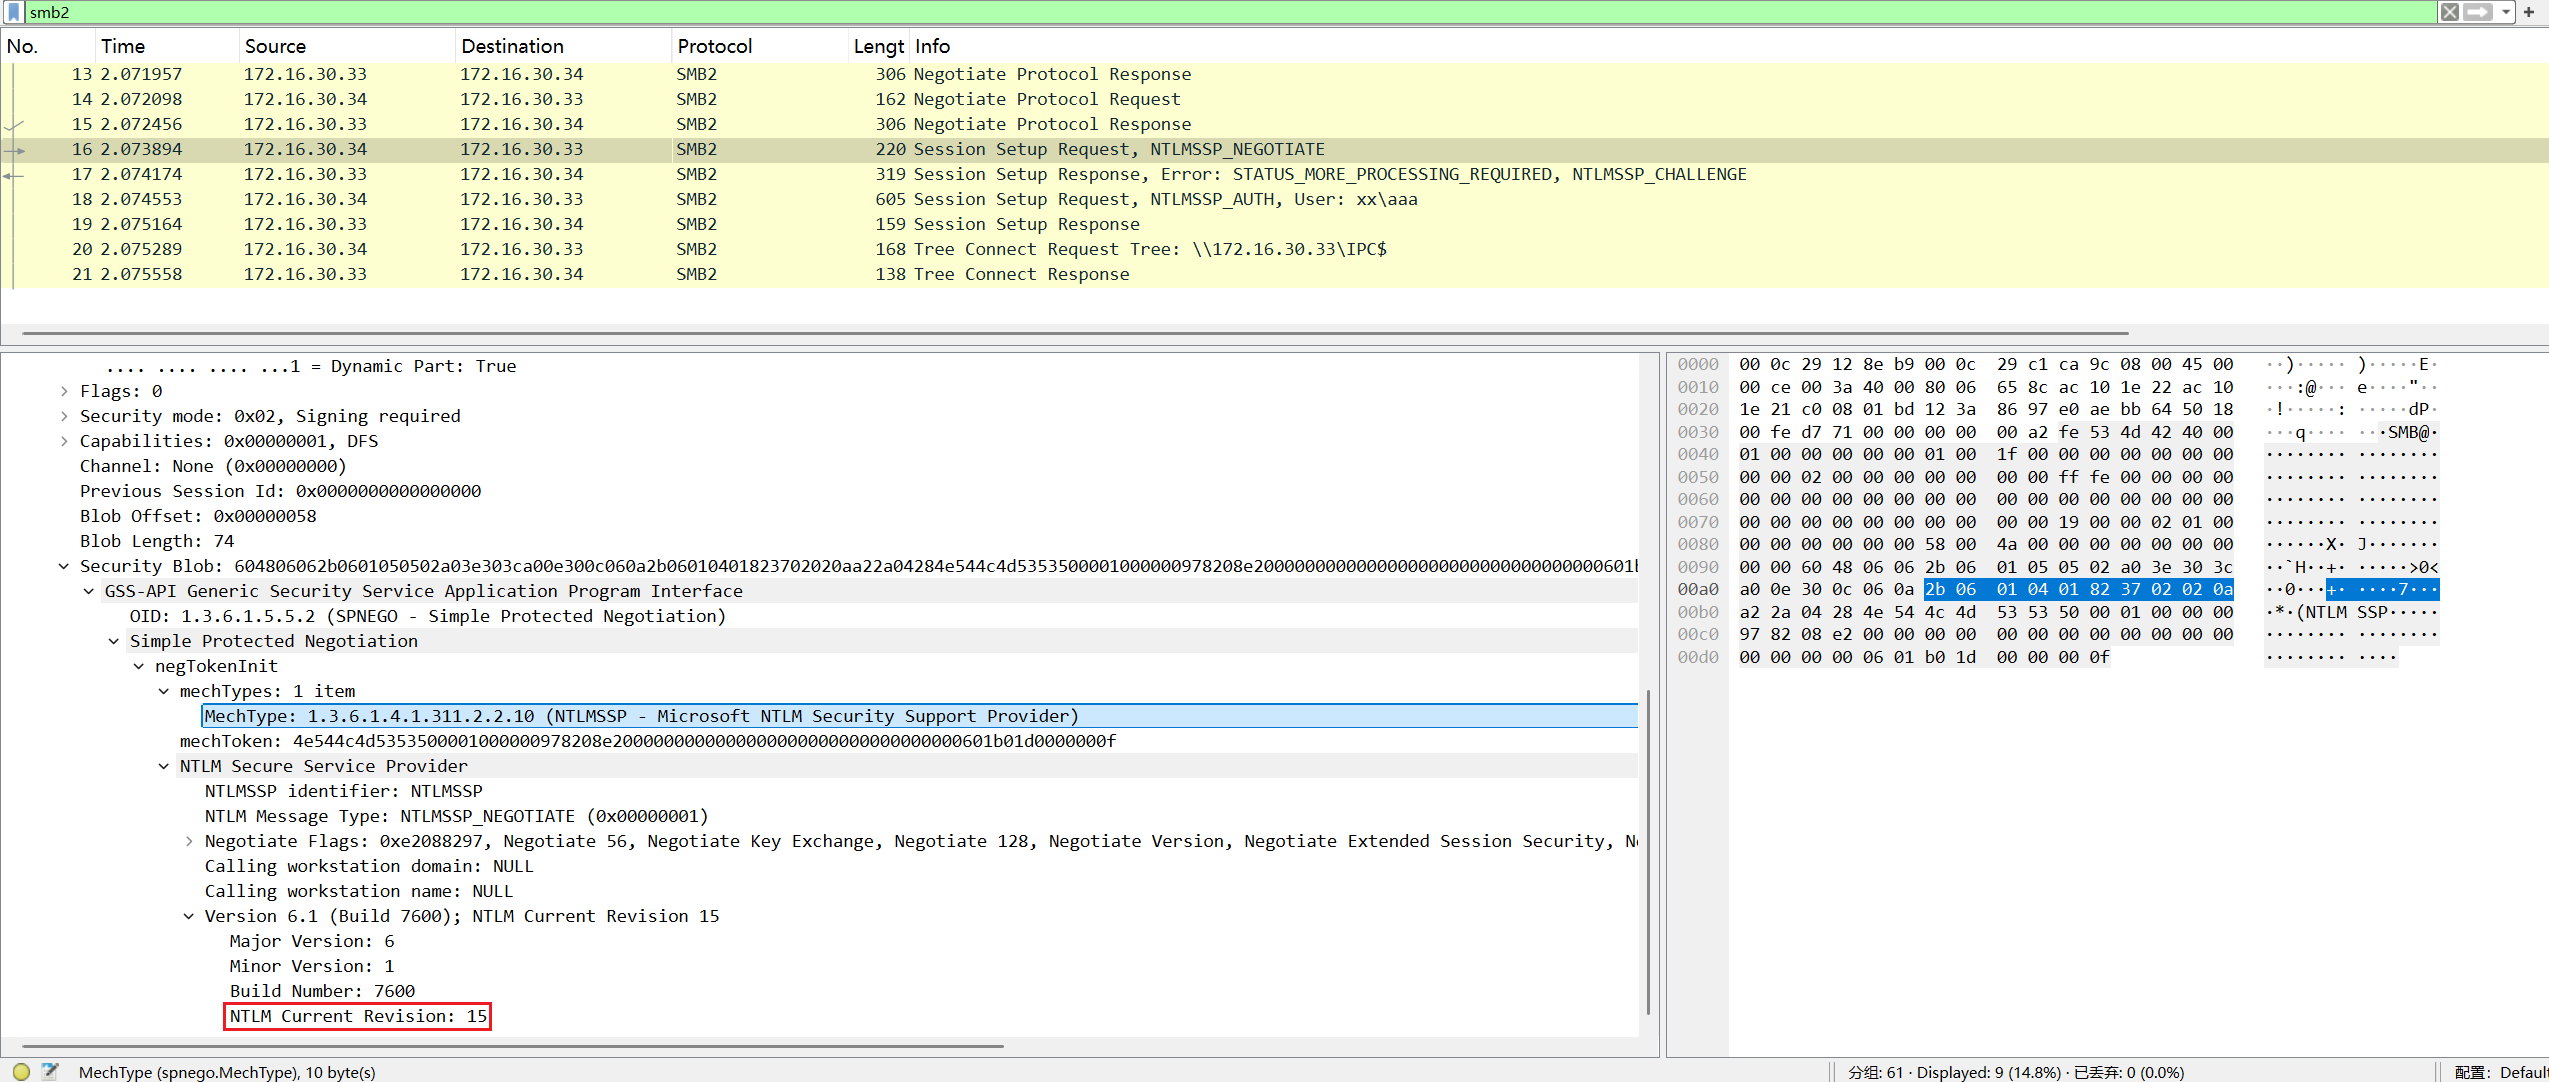 smb2
No. Time Source Destination Protocol Lengt Info
13 2.071957 172.16.30.33 172.16.30.34 SMB2 306 Negotiate Protocol Response
14 2.072098 172.16.30.34 172.16.30.33 SMB2 162 Negotiate Protocol Request
15 2.072456 172.16.30.33 172.16.30.34 SMB2 306 Negotiate Protocol Response
16 2.073894 172.16.30.34 172.16.30.33 SMB2 220 Session Setup Request, NTLMSSP_NEGOTIATE
17 2.074174 172.16.30.33 172.16.30.34 SMB2 319 Session Setup Response, Error: STATUS_MORE_PROCESSING_REQUIRED, NTLMSSP_CHALLENGE
18 2.074553 172.16.30.34 172.16.30.33 SMB2 605 Session Setup Request, NTLMSSP_AUTH, User: xx\aaa
19 2.075164 172.16.30.33 172.16.30.34 SMB2 159 Session Setup Response
20 2.075289 172.16.30.34 172.16.30.33 SMB2 168 Tree Connect Request Tree: \\172.16.30.33\IPC$
21 2.075558 172.16.30.33 172.16.30.34 SMB2 138 Tree Connect Response
.... .... .... ...1 = Dynamic Part: True
Flags: 0
Security mode: 0x02, Signing required
Capabilities: 0x00000001, DFS
Channel: None (0x00000000)
Previous Session Id: 0x0000000000000000
Blob Offset: 0x00000058
Blob Length: 74
Security Blob: 604806062b0601050502a03e303ca00e300c060a2b06010401823702020aa22a04284e544c4d5353500001000000978208e2000000000000000000000000000000000601b
GSS-API Generic Security Service Application Program Interface
OID: 1.3.6.1.5.5.2 (SPNEGO - Simple Protected Negotiation)
Simple Protected Negotiation
negTokenInit
mechTypes: 1 item
MechType: 1.3.6.1.4.1.311.2.2.10 (NTLMSSP - Microsoft NTLM Security Support Provider)
mechToken: 4e544c4d5353500001000000978208e2000000000000000000000000000000000601b01d0000000f
NTLM Secure Service Provider
NTLMSSP identifier: NTLMSSP
NTLM Message Type: NTLMSSP_NEGOTIATE (0x00000001)
Negotiate Flags: 0xe2088297, Negotiate 56, Negotiate Key Exchange, Negotiate 128, Negotiate Version, Negotiate Extended Session Security, N
Calling workstation domain: NULL
Calling workstation name: NULL
Version 6.1 (Build 7600); NTLM Current Revision 15
Major Version: 6
Minor Version: 1
Build Number: 7600
NTLM Current Revision: 15
0000 00 0c 29 12 8e b9 00 0c 29 c1 ca 9c 08 00 45 00 ··)····· )·····E·
0010 00 ce 00 3a 40 00 80 06 65 8c ac 10 1e 22 ac 10 ···:@··· e····"··
0020 1e 21 c0 08 01 bd 12 3a 86 97 e0 ae bb 64 50 18 ·!·····: ·····dP·
0030 00 fe d7 71 00 00 00 00 00 a2 fe 53 4d 42 40 00 ···q···· ···SMB@·
0040 01 00 00 00 00 00 01 00 1f 00 00 00 00 00 00 00 ········ ········
0050 00 00 02 00 00 00 00 00 00 00 ff fe 00 00 00 00 ········ ········
0060 00 00 00 00 00 00 00 00 00 00 00 00 00 00 00 00 ········ ········
0070 00 00 00 00 00 00 00 00 00 00 19 00 00 02 01 00 ········ ········
0080 00 00 00 00 00 00 58 00 4a 00 00 00 00 00 00 00 ······X· J·······
0090 00 00 60 48 06 06 2b 06 01 05 05 02 a0 3e 30 3c ··`H··+· ·····>0<
00a0 a0 0e 30 0c 06 0a 2b 06 01 04 01 82 37 02 02 0a ··0···+· ····7···
00b0 a2 2a 04 28 4e 54 4c 4d 53 53 50 00 01 00 00 00 ·*·(NTLM SSP·····
00c0 97 82 08 e2 00 00 00 00 00 00 00 00 00 00 00 00 ········ ········
00d0 00 00 00 00 06 01 b0 1d 00 00 00 0f ········ ····
MechType (spnego.MechType), 10 byte(s)
分组: 61 · Displayed: 9 (14.8%) · 已丢弃: 0 (0.0%)
配置: Defaul